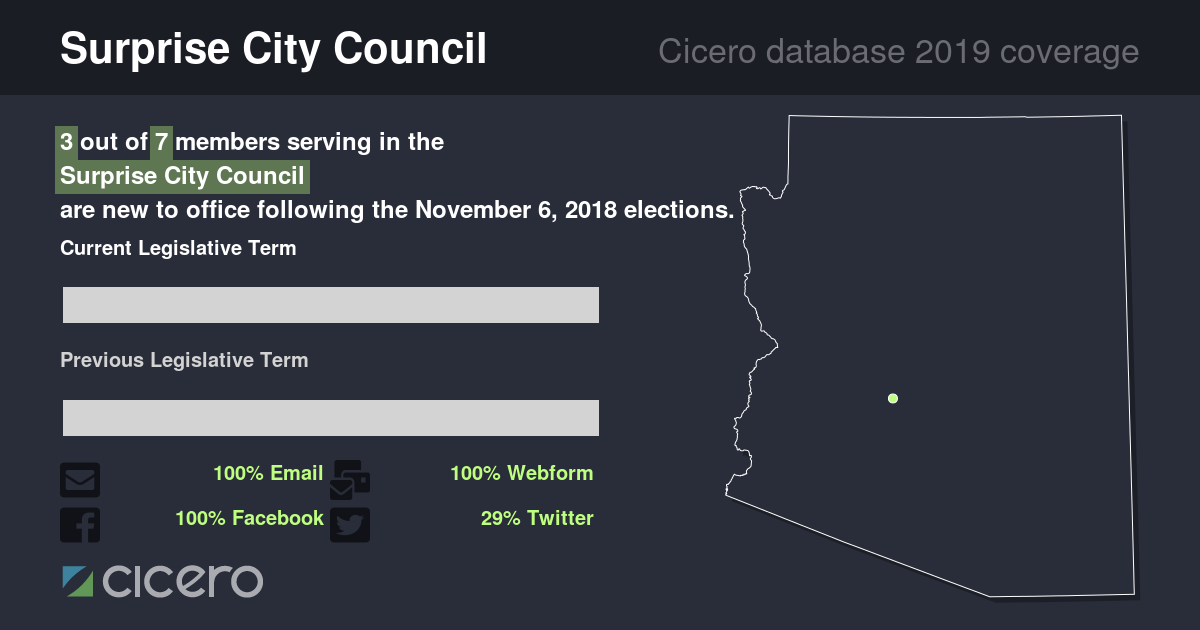 Surprise City Council
Cicero database 2019 coverage
3 out of 7 members serving in the
Surprise City Council
are new to office following the November 6, 2018 elections.
Current Legislative Term
Previous Legislative Term
100% Email
100% Webform
100% Facebook
29% Twitter
cicero